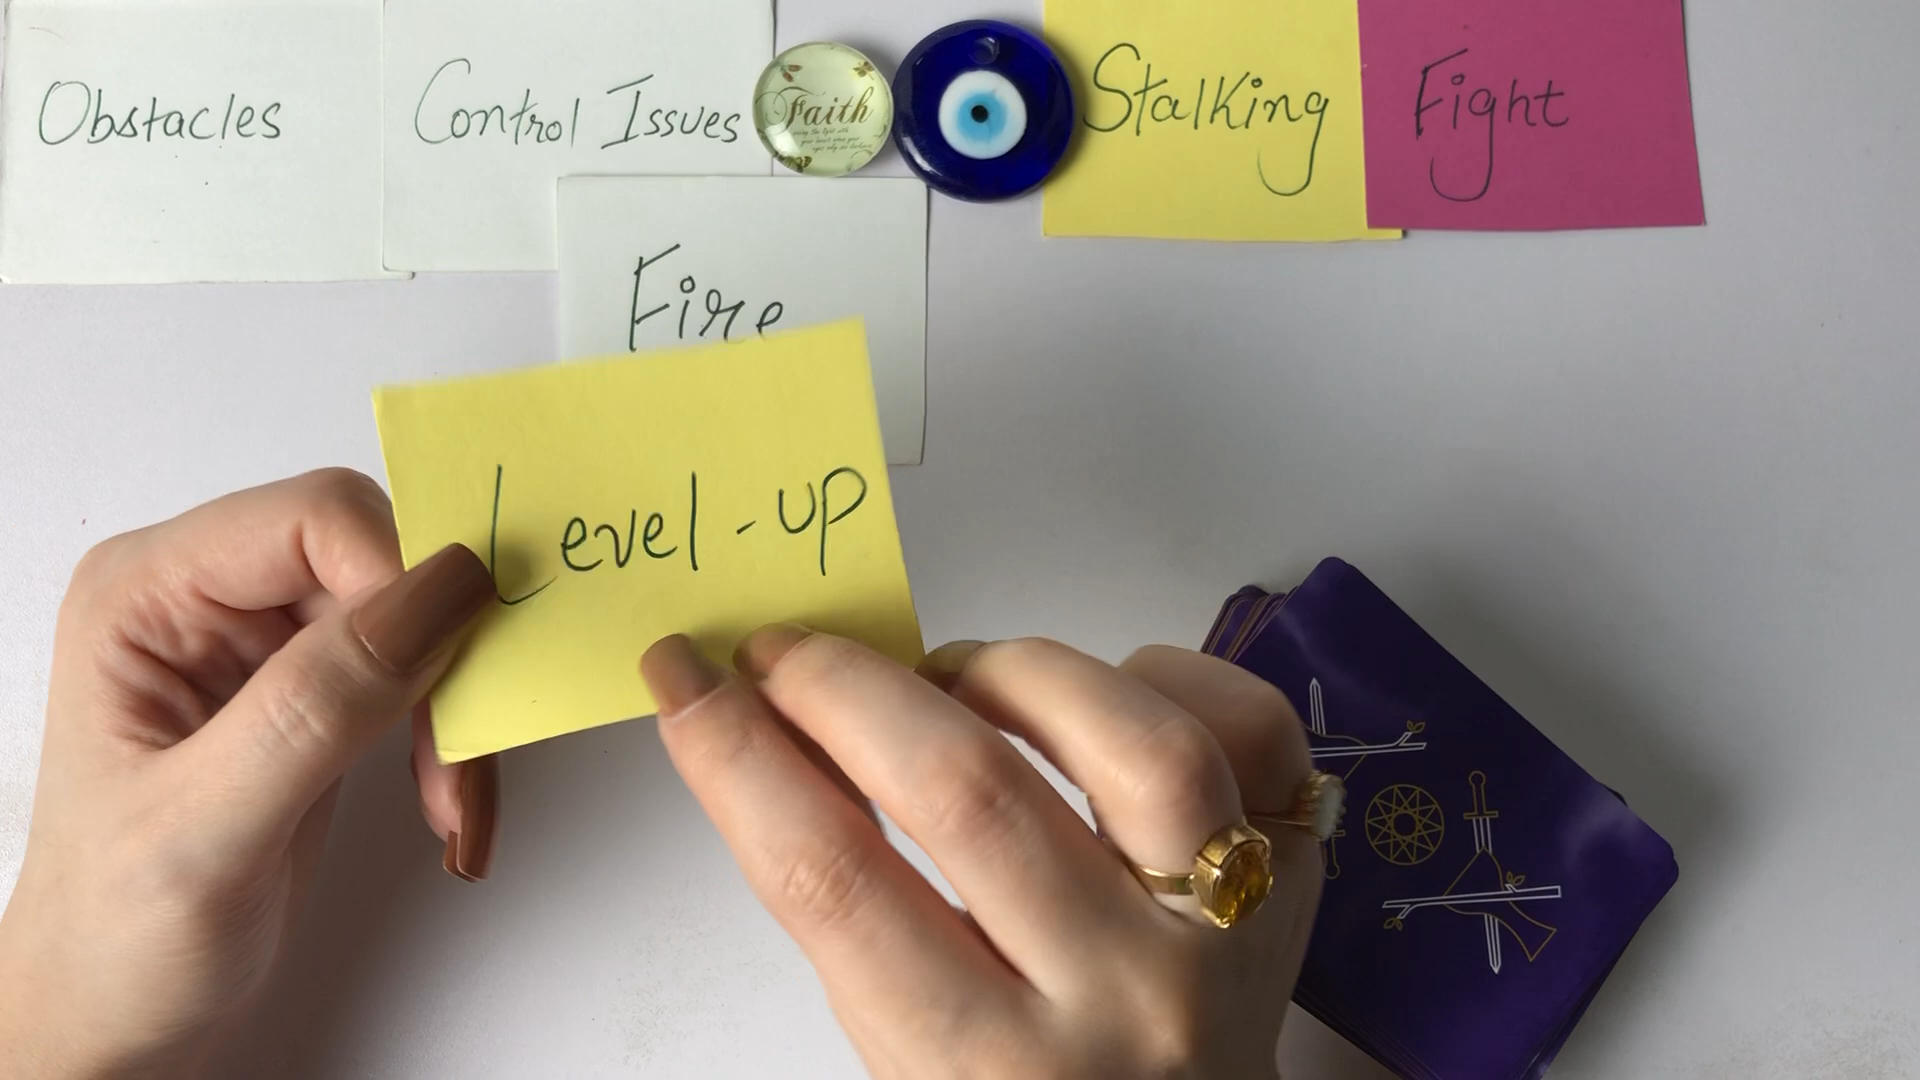 Obstacles
Control Issues
Faith
Stalking
Fight
Fire
Level-up